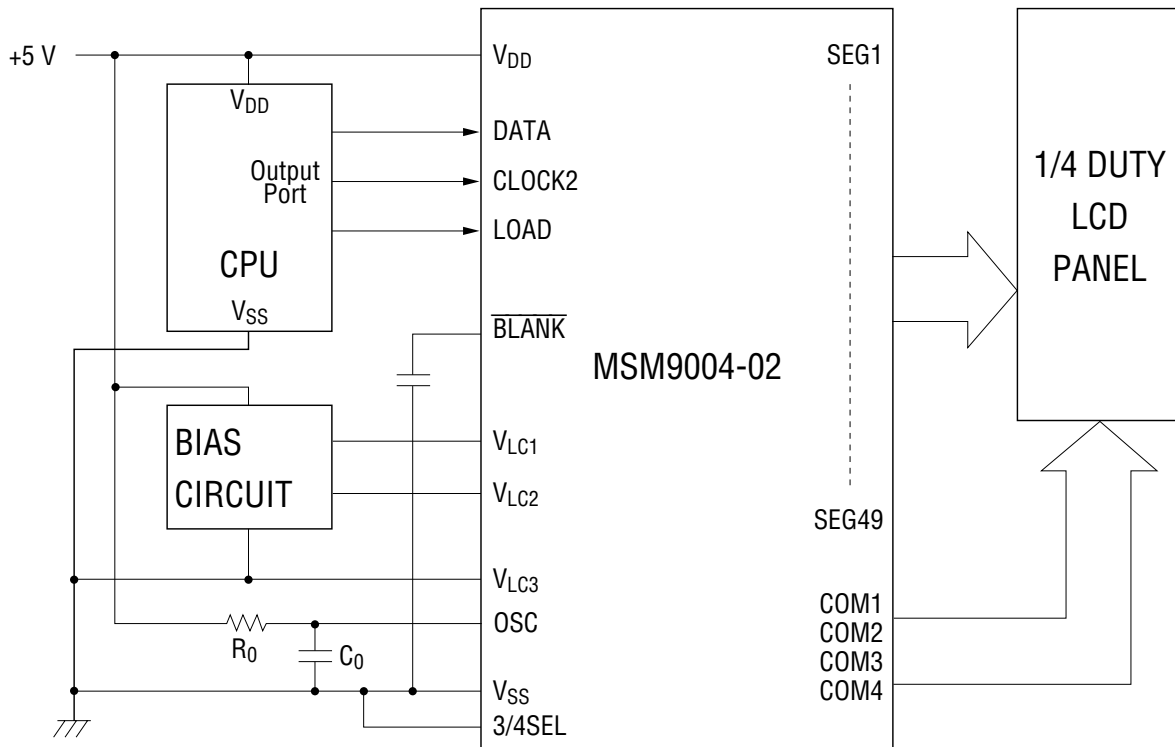 +5 V
VDD
Output
Port
CPU
VSS
BIAS
CIRCUIT
R0
C0
VDD
DATA
CLOCK2
LOAD
BLANK
VLC1
VLC2
VLC3
OSC
VSS
3/4SEL
MSM9004-02
SEG1
SEG49
COM1
COM2
COM3
COM4
1/4 DUTY
LCD
PANEL